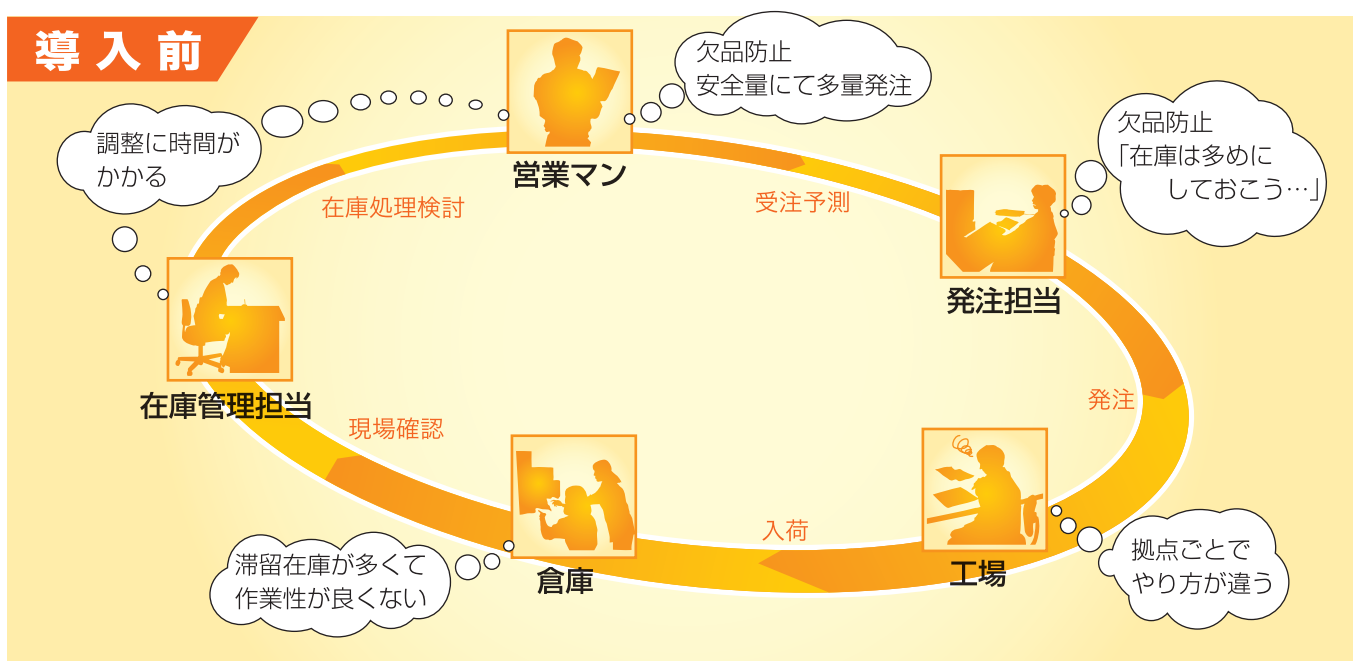 導入前
欠品防止
安全量にて多量発注
調整に時間が
かかる
欠品防止
「在庫は多めに
しておこう…」
営業マン
在庫処理検討
受注予測
発注担当
在庫管理担当
現場確認
発注
入荷
滞留在庫が多くて
作業性が良くない
倉庫
工場
拠点ごとで
やり方が違う